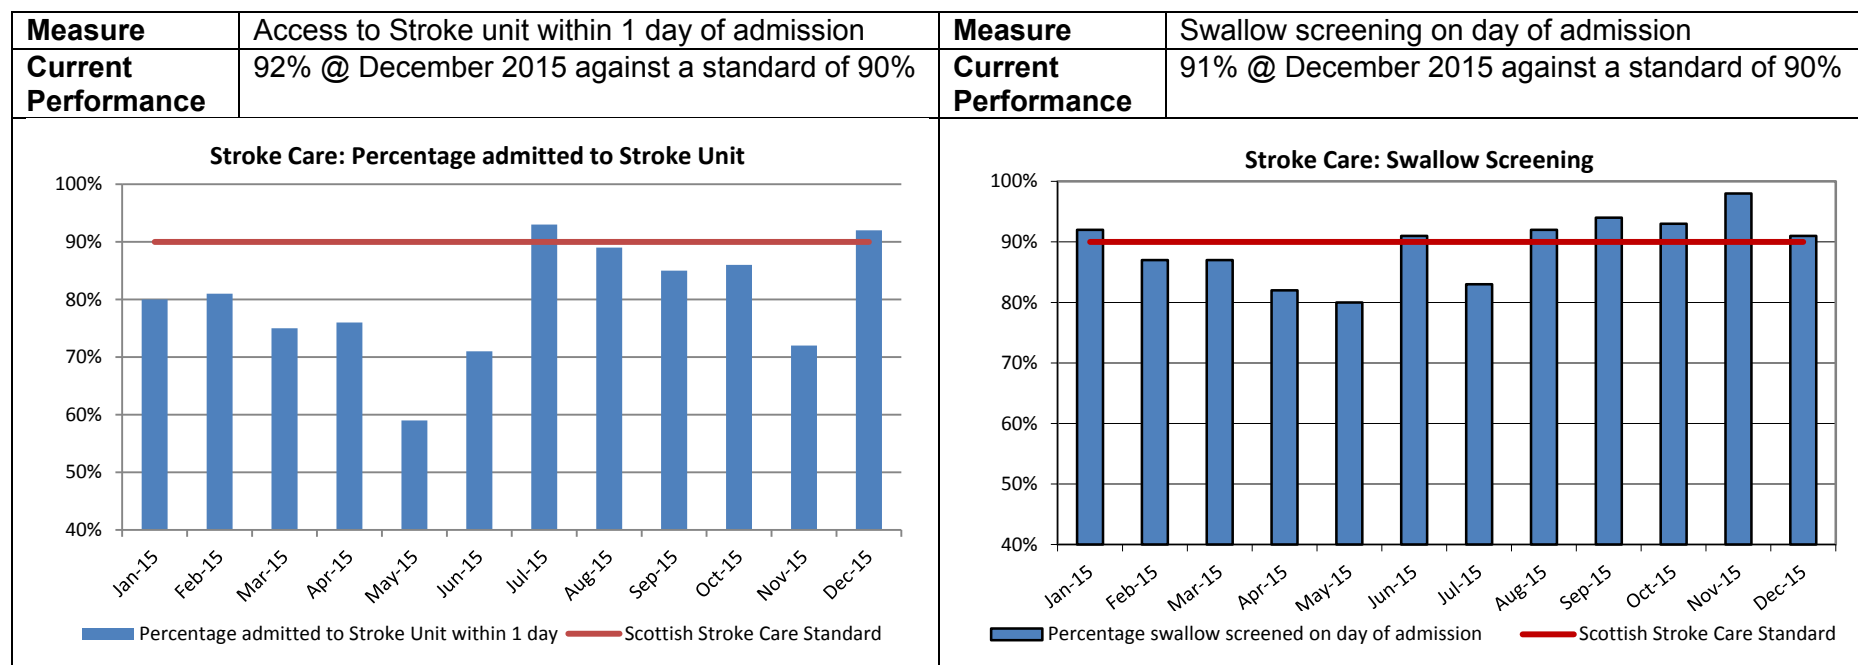 Measure
Access to Stroke unit within 1 day of admission
Current
Performance
92% @ December 2015 against a standard of 90%
Stroke Care: Percentage admitted to Stroke Unit
100%
90%
80%
70%
60%
50%
40%
Jan-15
Feb-15
Mar-15
Apr-15
May-15
Jun-15
Jul-15
Aug-15
Sep-15
Oct-15
Nov-15
Dec-15
Percentage admitted to Stroke Unit within 1 day
Scottish Stroke Care Standard
Measure
Swallow screening on day of admission
Current
Performance
91% @ December 2015 against a standard of 90%
Stroke Care: Swallow Screening
100%
90%
80%
70%
60%
50%
40%
Jan-15
Feb-15
Mar-15
Apr-15
May-15
Jun-15
Jul-15
Aug-15
Sep-15
Oct-15
Nov-15
Dec-15
Percentage swallow screened on day of admission
Scottish Stroke Care Standard